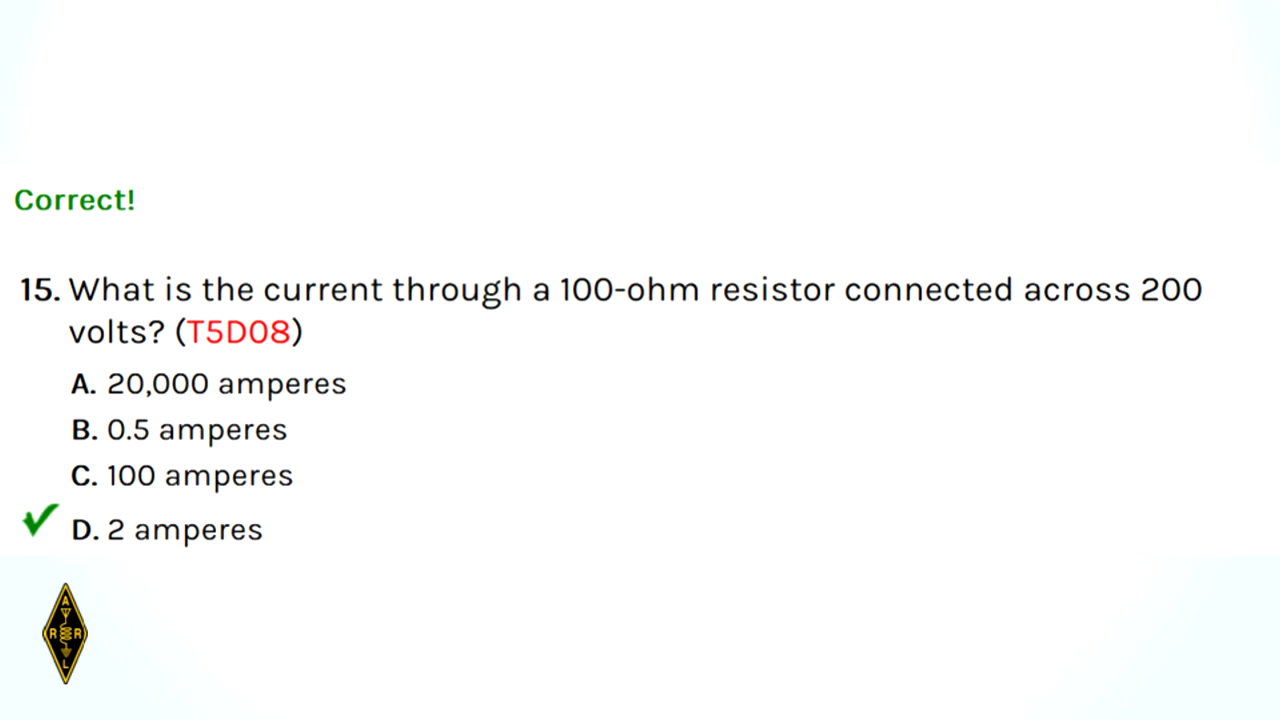 Correct!
15. What is the current through a 100-ohm resistor connected across 200
volts? (T5D08)
A. 20,000 amperes
B. 0.5 amperes
C. 100 amperes
D. 2 amperes
A
R R
L